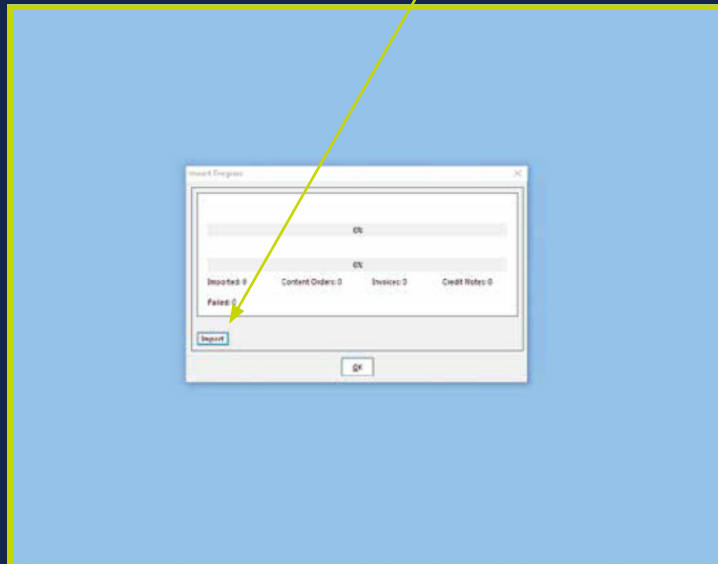 Import Progress
0%
0%
Imported: 0 Content Orders: 0 Invoices: 0 Credit Notes: 0
Failed: 0
Import
OK